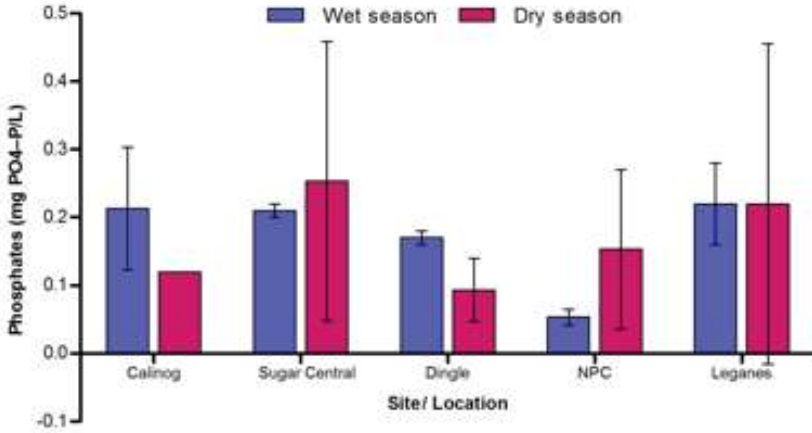 Wet season Dry season
Phosphates (mg PO4–P/L)
0.5
0.4
0.3
0.2
0.1
0.0
-0.1
Calinog Sugar Central Dingle NPC Leganes
Site/ Location